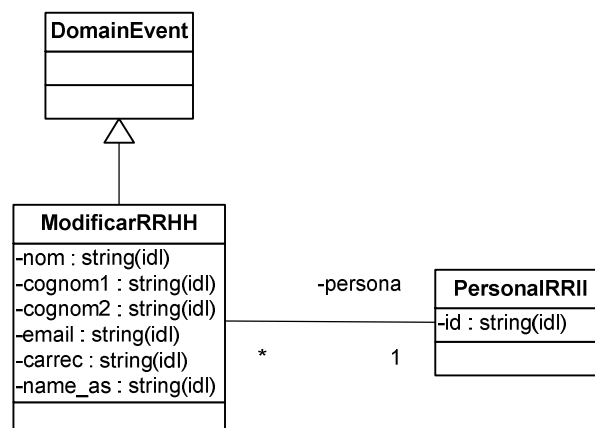 DomainEvent
ModificarRRHH
-nom : string(idl)
-cognom1 : string(idl)
-cognom2 : string(idl)
-email : string(idl)
-carrec : string(idl)
-name_as : string(idl)
-persona
*
1
PersonalRRII
-id : string(idl)